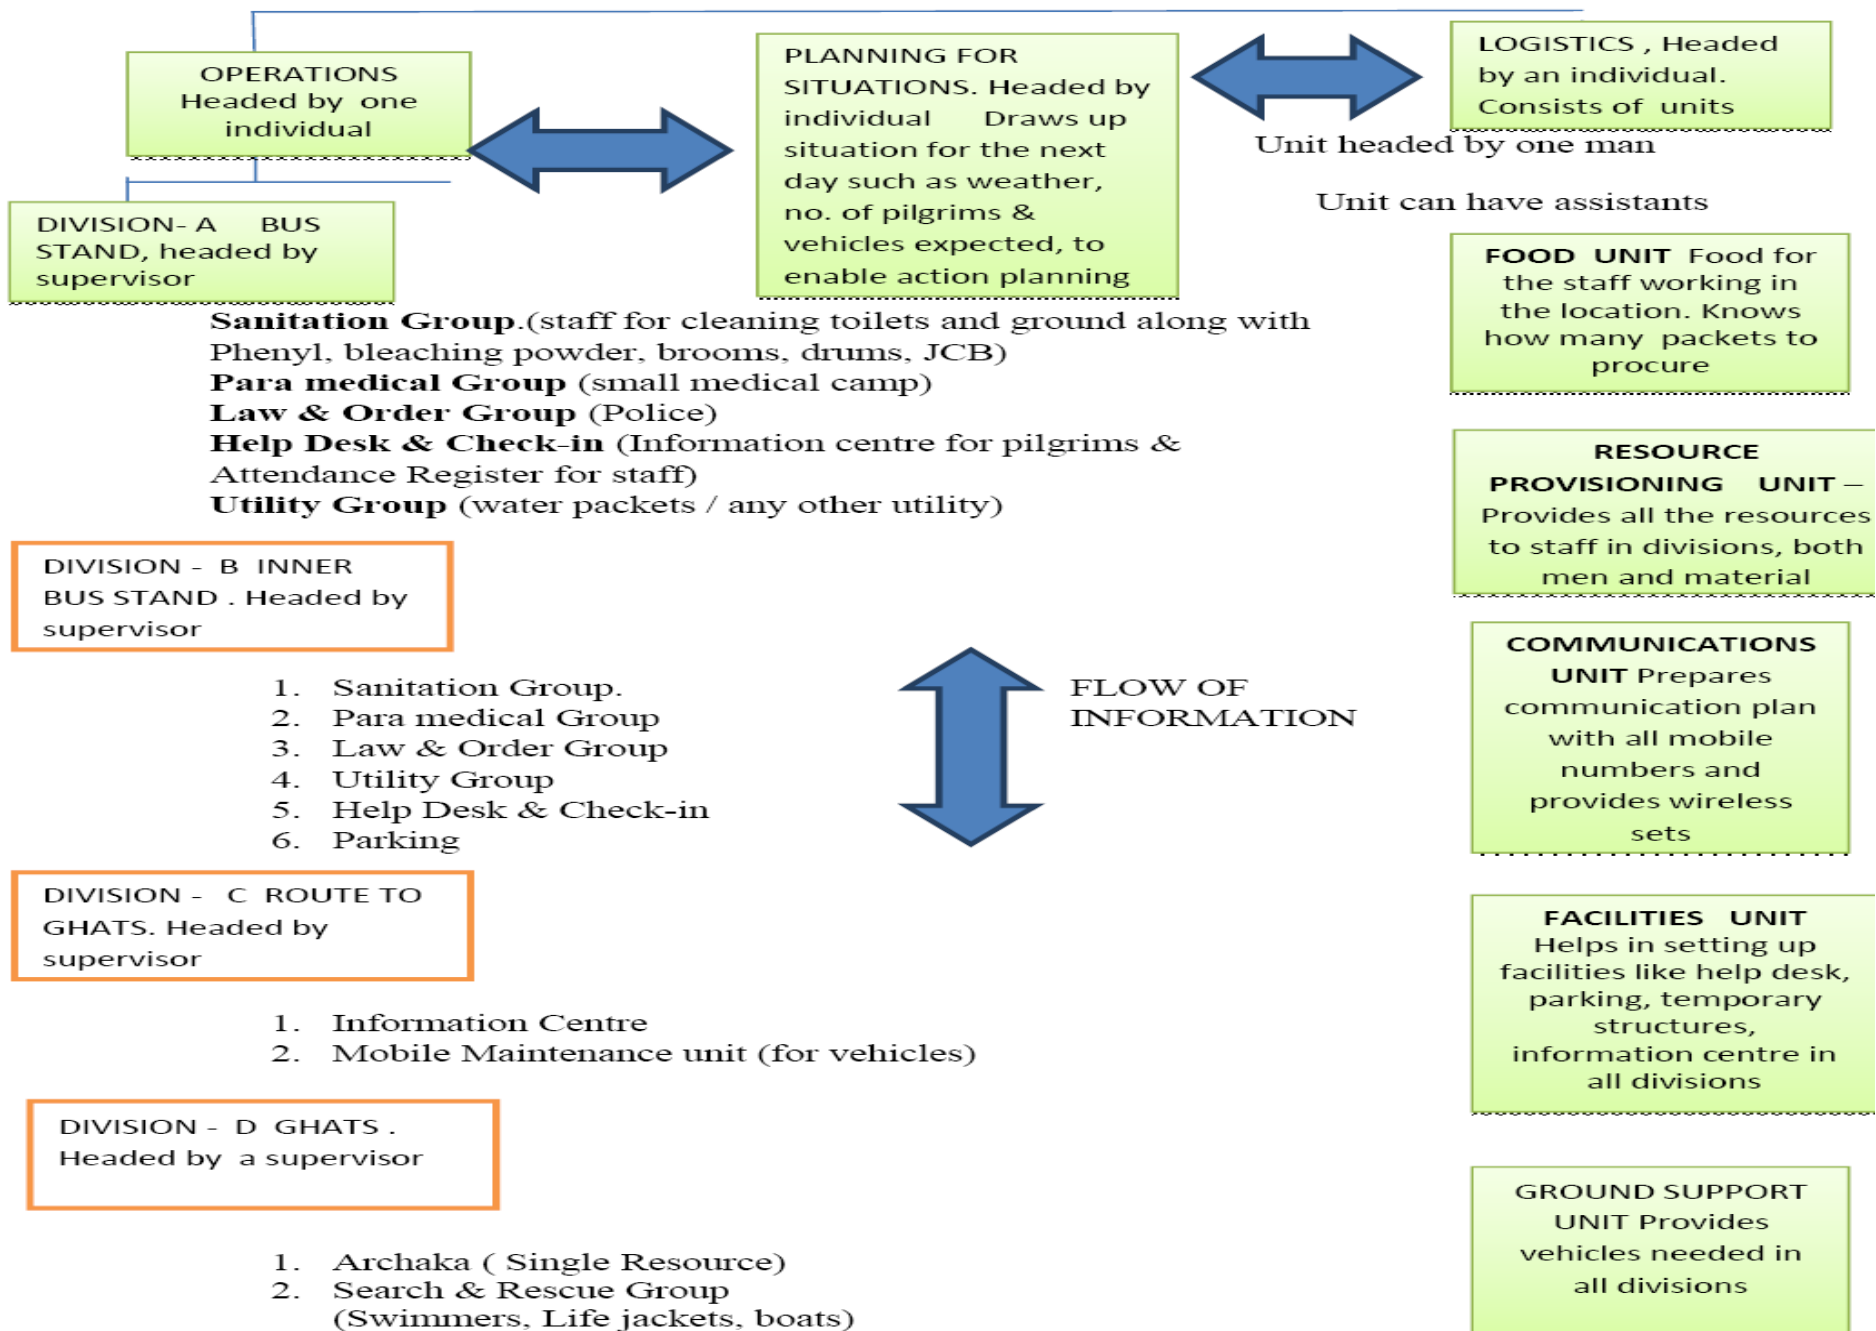 OPERATIONS
Headed by one
individual
PLANNING FOR
SITUATIONS. Headed by
individual Draws up
situation for the next
day such as weather,
no. of pilgrims &
vehicles expected, to
enable action planning
LOGISTICS , Headed
by an individual.
Consists of units
Unit headed by one man
Unit can have assistants
DIVISION- A BUS
STAND, headed by
supervisor
Sanitation Group.(staff for cleaning toilets and ground along with
Phenyl, bleaching powder, brooms, drums, JCB)
Para medical Group (small medical camp)
Law & Order Group (Police)
Help Desk & Check-in (Information centre for pilgrims &
Attendance Register for staff)
Utility Group (water packets / any other utility)
DIVISION - B INNER
BUS STAND . Headed by
supervisor
1. Sanitation Group.
2. Para medical Group
3. Law & Order Group
4. Utility Group
5. Help Desk & Check-in
6. Parking
FLOW OF
INFORMATION
DIVISION - C ROUTE TO
GHATS. Headed by
supervisor
1. Information Centre
2. Mobile Maintenance unit (for vehicles)
DIVISION - D GHATS .
Headed by a supervisor
1. Archaka ( Single Resource)
2. Search & Rescue Group
(Swimmers, Life jackets, boats)
FOOD UNIT Food for
the staff working in
the location. Knows
how many packets to
procure
RESOURCE
PROVISIONING UNIT –
Provides all the resources
to staff in divisions, both
men and material
COMMUNICATIONS
UNIT Prepares
communication plan
with all mobile
numbers and
provides wireless
sets
FACILITIES UNIT
Helps in setting up
facilities like help desk,
parking, temporary
structures,
information centre in
all divisions
GROUND SUPPORT
UNIT Provides
vehicles needed in
all divisions